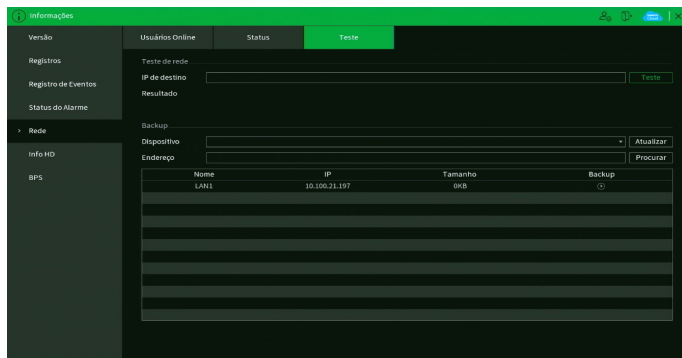 Informações
Versão
Registros
Registro de Eventos
Status do Alarme
Rede
Info HD
BPS
Usuários Online Status Teste
Teste de rede
IP de destino Teste
Resultado
Backup
Dispositivo Atualizar
Endereço Procurar
Nome IP Tamanho Backup
LAN1 10.100.21.197 0KB